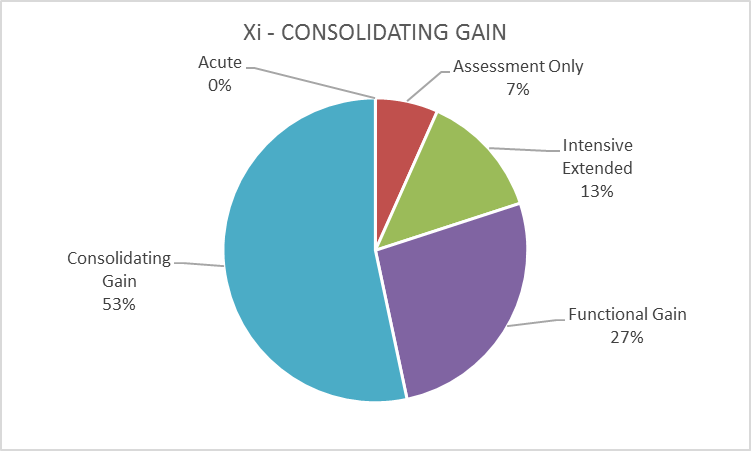 Xi - CONSOLIDATING GAIN
Acute
0%
Assessment Only
7%
Intensive
Extended
13%
Functional Gain
27%
Consolidating
Gain
53%